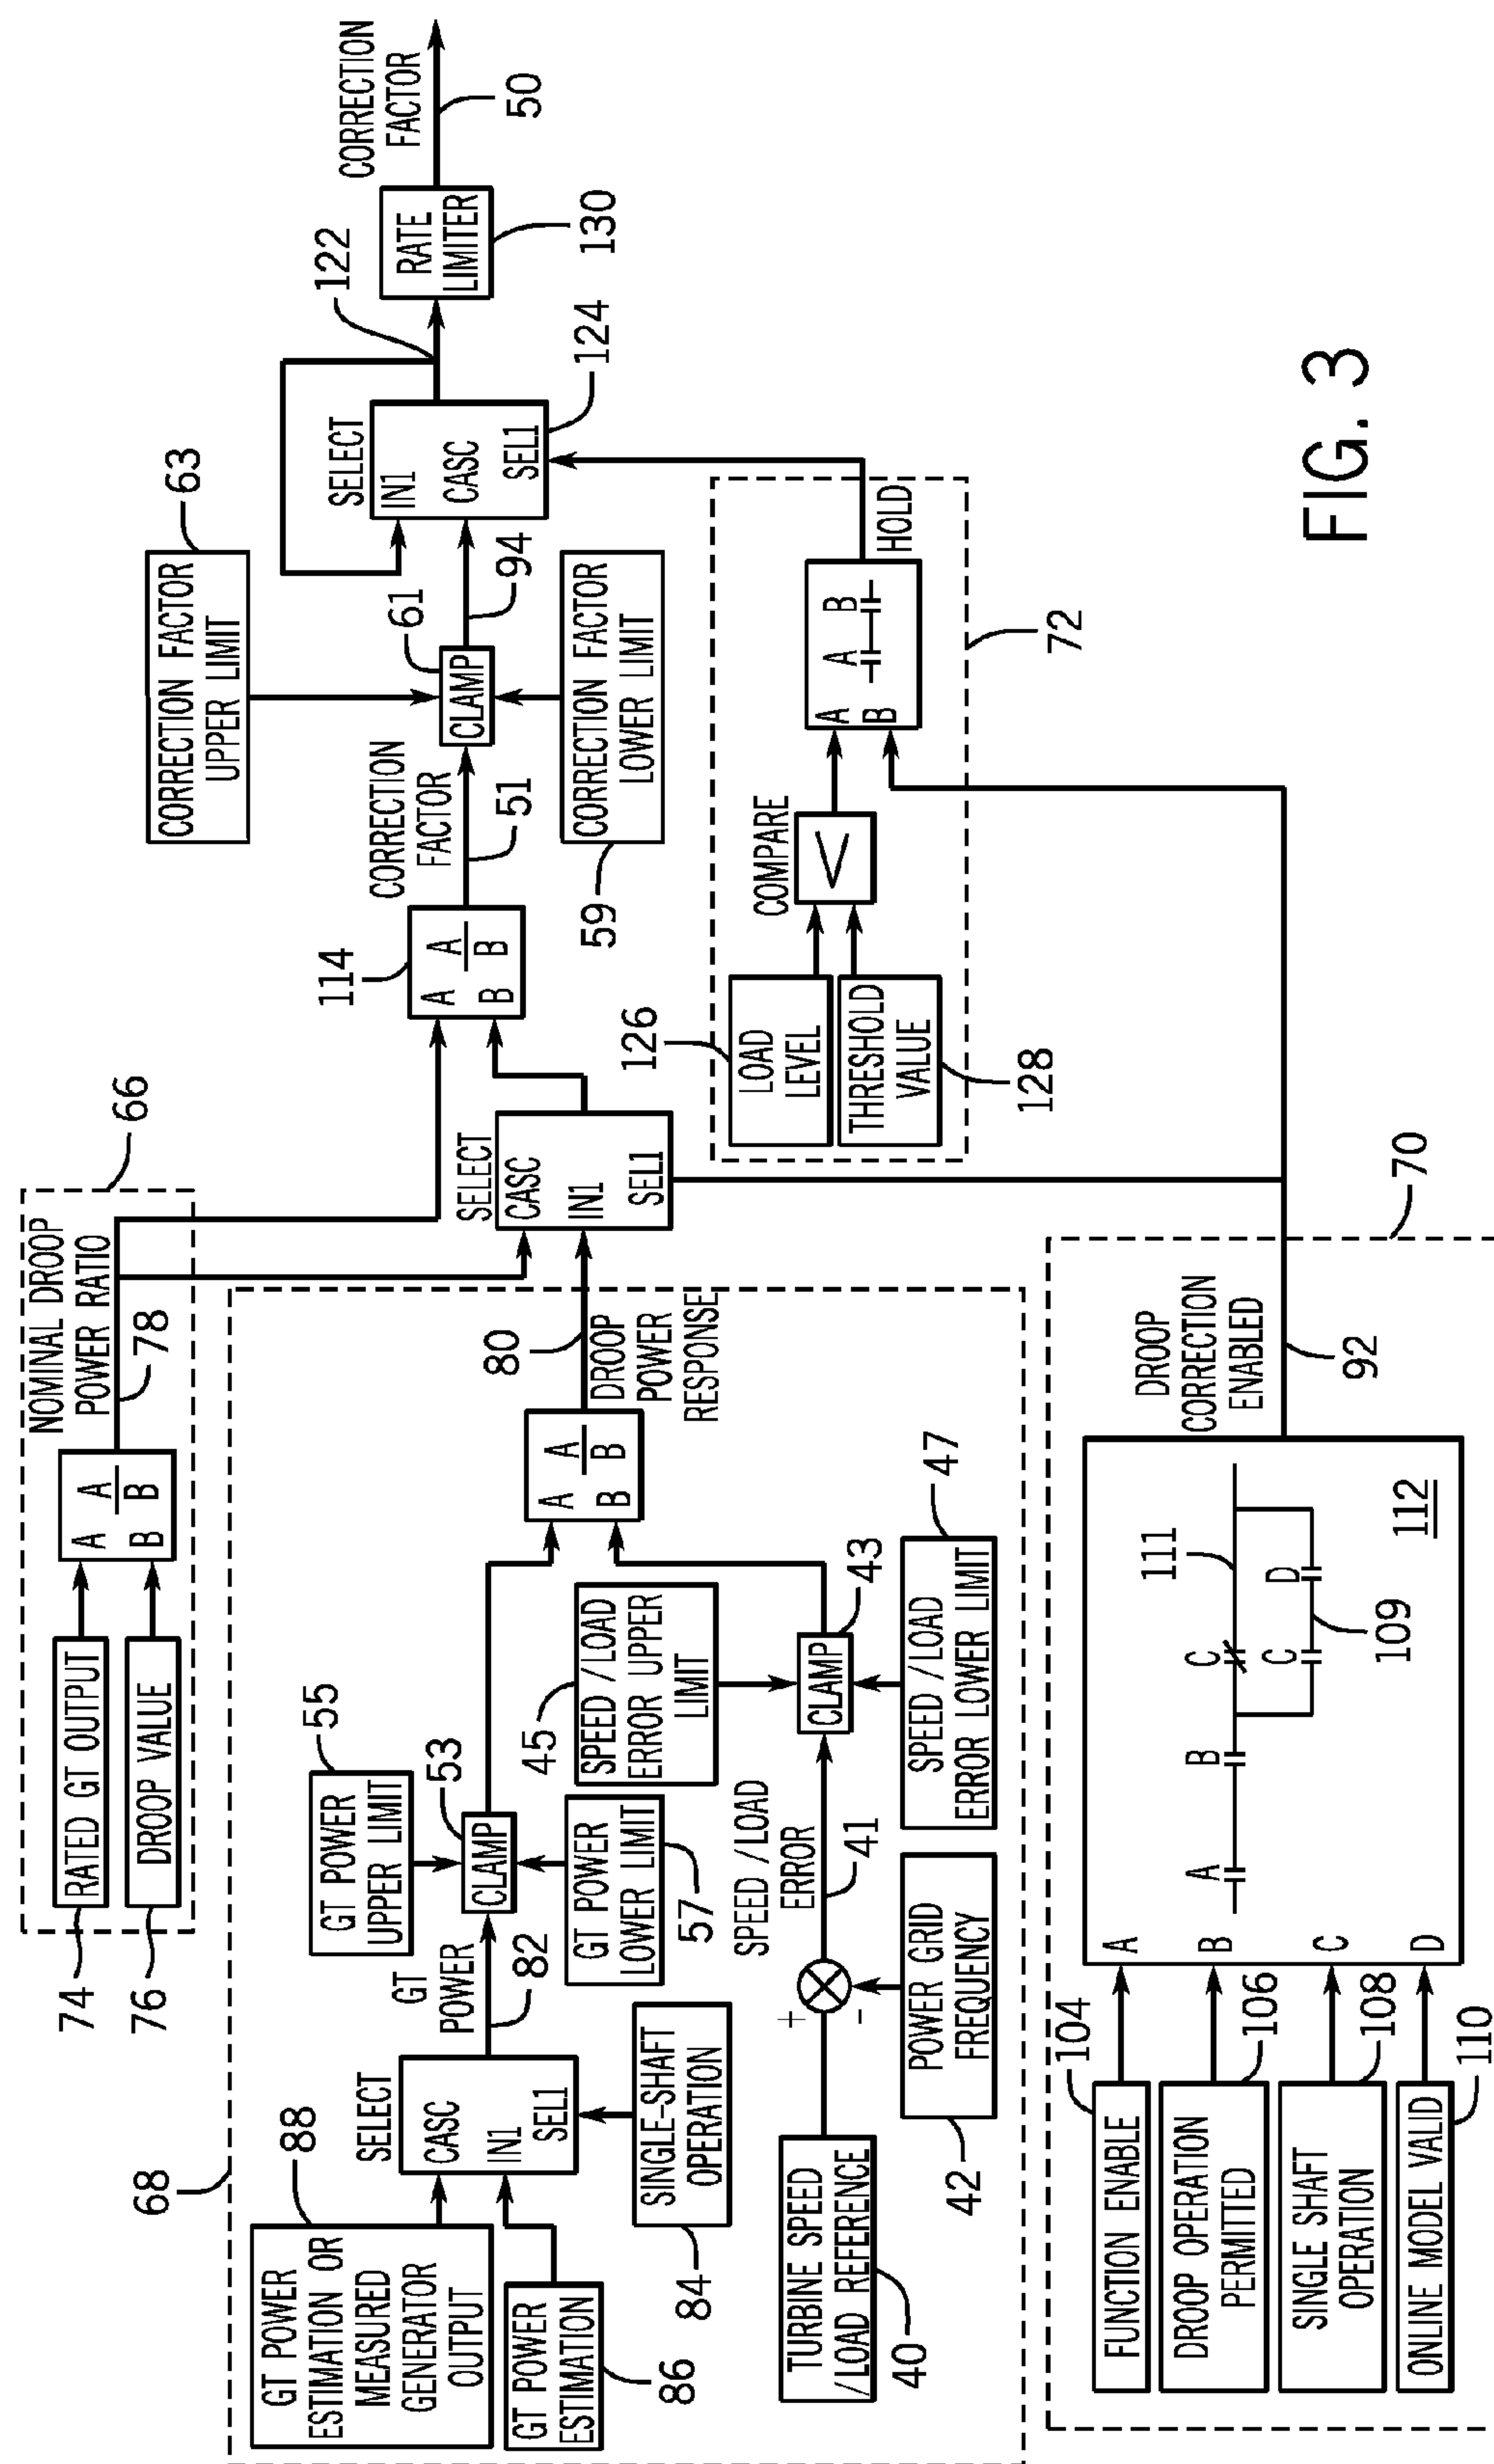 74
RATED GT OUTPUT
76
DROOP VALUE
A
B
A
B
NOMINAL DROOP
POWER RATIO
78
66
68
GT POWER
ESTIMATION OR
MEASURED
GENERATOR
OUTPUT
88
GT POWER
ESTIMATION
86
SELECT
CASC
IN1
SEL1
SINGLE-SHAFT
OPERATION
84
GT
POWER
82
GT POWER
UPPER LIMIT
55
CLAMP
53
GT POWER
LOWER LIMIT
57
TURBINE SPEED
/LOAD REFERENCE
40
+
-
POWER GRID
FREQUENCY
42
SPEED/LOAD
ERROR
41
SPEED/LOAD
ERROR UPPER
LIMIT
45
CLAMP
43
SPEED/LOAD
ERROR LOWER LIMIT
47
A
B
A
B
80
DROOP
POWER
RESPONSE
SELECT
CASC
IN1
SEL1
114
A
B
A
B
CORRECTION
FACTOR
51
CORRECTION FACTOR
UPPER LIMIT
63
CLAMP
61
CORRECTION FACTOR
LOWER LIMIT
59
94
SELECT
IN1
CASC
SEL1
124
122
RATE
LIMITER
130
CORRECTION
FACTOR
50
126
LOAD
LEVEL
THRESHOLD
VALUE
128
COMPARE
<
A
B
A
B
HOLD
72
FUNCTION ENABLE
104
DROOP OPERATION
PERMITTED
106
SINGLE SHAFT
OPERATION
108
ONLINE MODEL VALID
110
A
B
C
D
A
B
C
C
D
111
109
112
DROOP
CORRECTION
ENABLED
92
70
FIG. 3